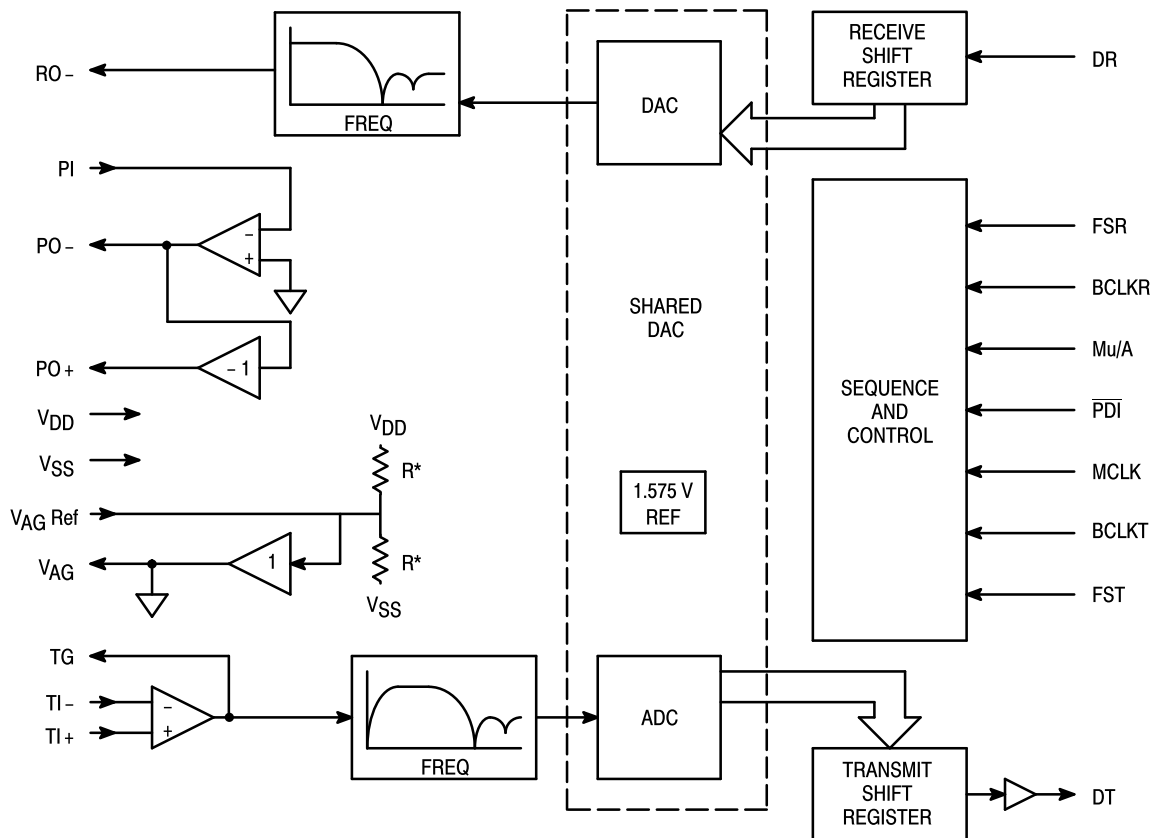 RO –
FREQ
DAC
RECEIVE
SHIFT
REGISTER
DR
PI
PO –
–
+
PO +
– 1
VDD
VSS
VAG Ref
VAG
1
VDD
R*
R*
VSS
SHARED
DAC
1.575 V
REF
SEQUENCE
AND
CONTROL
FSR
BCLKR
Mu/A
PDI
MCLK
BCLKT
FST
TG
TI –
TI +
–
+
FREQ
ADC
TRANSMIT
SHIFT
REGISTER
DT